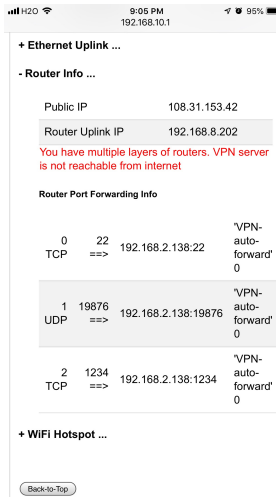 H2O 9:05 PM 95%
192.168.10.1
+ Ethernet Uplink ...
- Router Info ...
Public IP 108.31.153.42
Router Uplink IP 192.168.8.202
You have multiple layers of routers. VPN server
is not reachable from internet
Router Port Forwarding Info
0 TCP 22 ==> 192.168.2.138:22 'VPN-auto-forward' 0
1 UDP 19876 ==> 192.168.2.138:19876 'VPN-auto-forward' 0
2 TCP 1234 ==> 192.168.2.138:1234 'VPN-auto-forward' 0
+ WiFi Hotspot ...
Back-to-Top